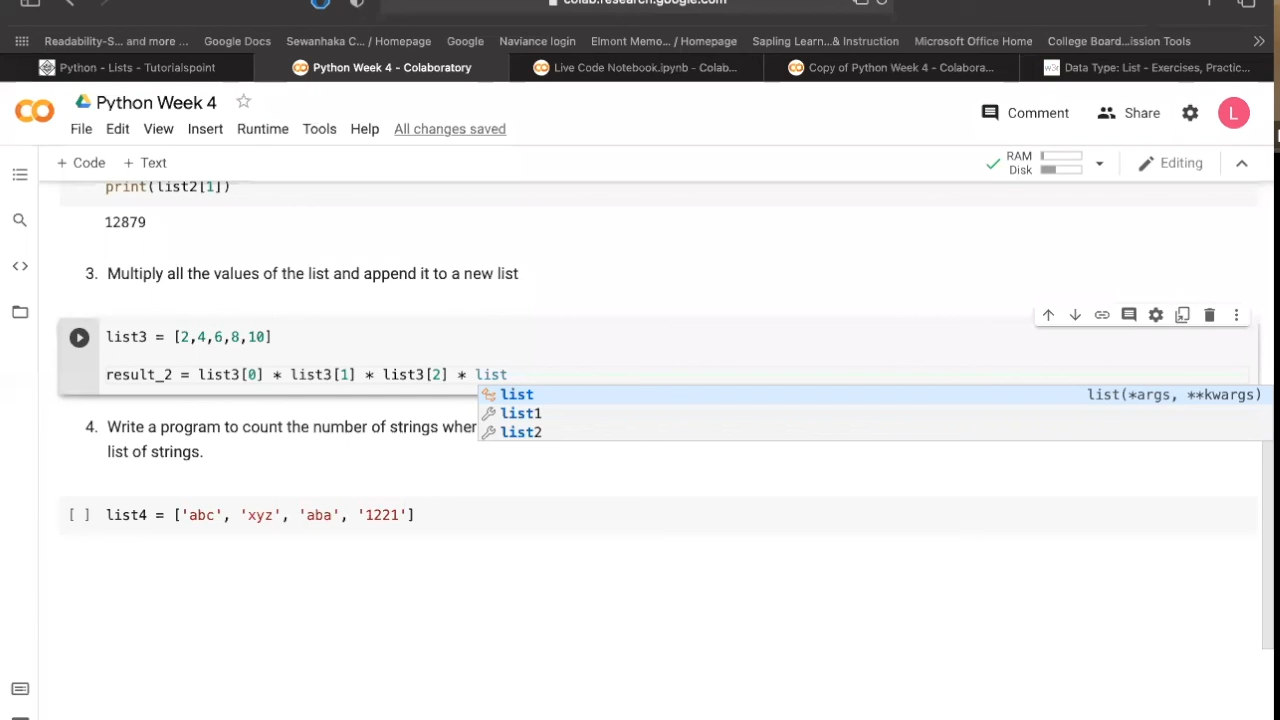 colab.research.google.com
Readability-S... and more ... Google Docs Sewanhaka C... / Homepage Google Naviance login Elmont Memo... / Homepage Sapling Learn...& Instruction Microsoft Office Home College Board...ission Tools
Python - Lists - Tutorialspoint Python Week 4 - Colaboratory Live Code Notebook.ipynb - Colab... Copy of Python Week 4 - Colabora... w3r Data Type: List - Exercises, Practic...
CO Python Week 4 Comment Share L
File Edit View Insert Runtime Tools Help All changes saved
+ Code + Text RAM Disk Editing
print(list2[1])
12879
3. Multiply all the values of the list and append it to a new list
list3 = [2,4,6,8,10]
result_2 = list3[0] * list3[1] * list3[2] * list
list list(*args, **kwargs)
list1
list2
4. Write a program to count the number of strings wher
list of strings.
[ ] list4 = ['abc', 'xyz', 'aba', '1221']